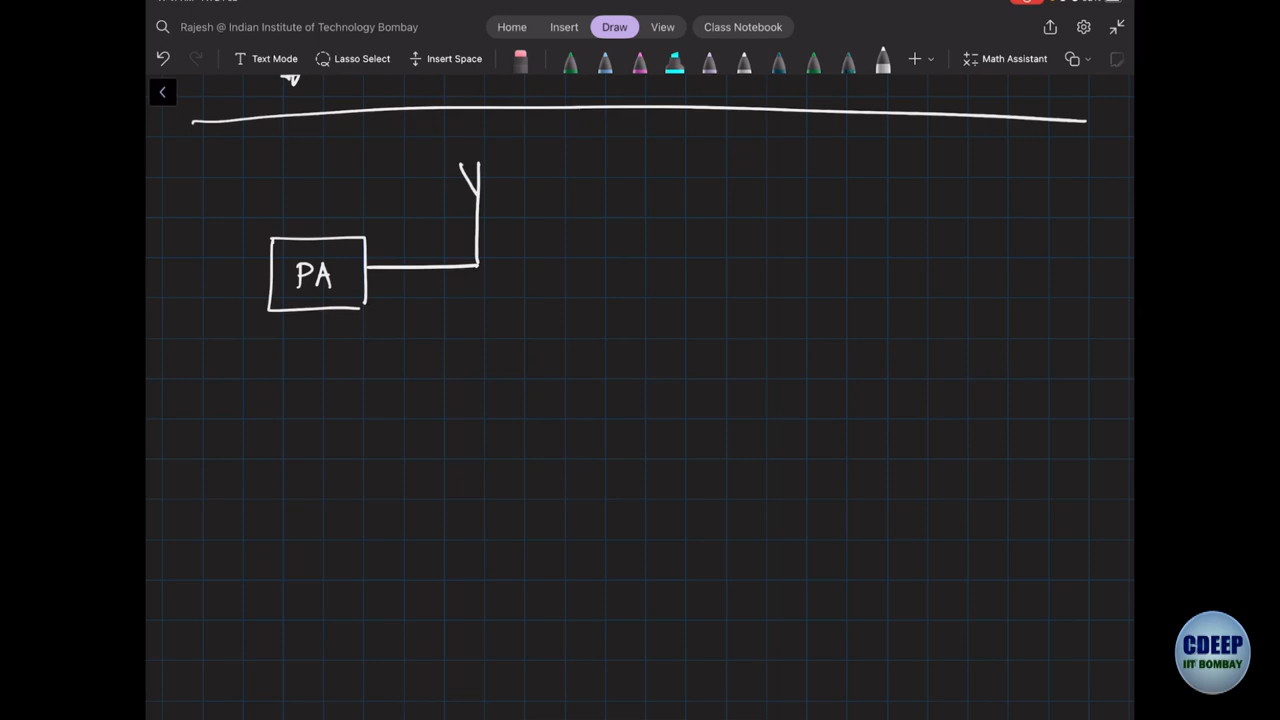 Rajesh @ Indian Institute of Technology Bombay
Home Insert Draw View Class Notebook
Text Mode Lasso Select Insert Space Math Assistant
PA
CDEEP
IIT BOMBAY